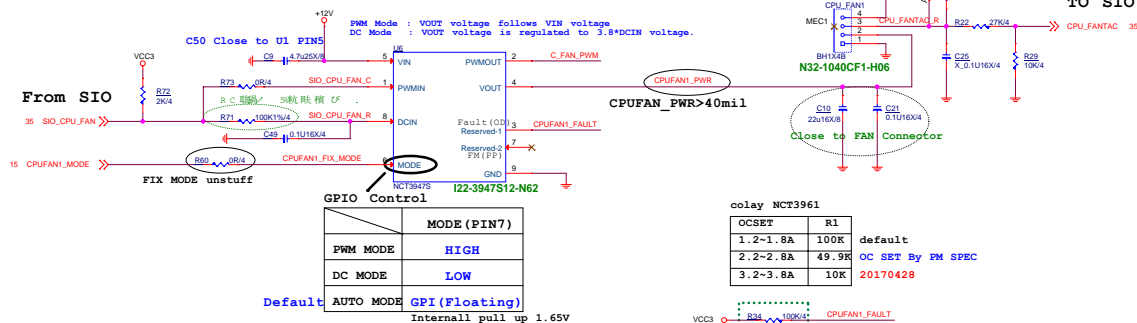 +12V
PWM Mode : VOUT voltage follows VIN voltage
DC Mode : VOUT voltage is regulated to 3.8*DCIN voltage.
C50 Close to U1 PIN5
CPU_FAN1
TO SIO
MEC1
4
3
2
1
CPU_FANTAC_R
R22
27K/4
CPU_FANTAC 35
BH1X4B
N32-1040CF1-H06
C25
X_0.1U16X/4
R29
10K/4
VCC3
C9
4.7u25X/8
U6
5
VIN
PWMOUT
2
C_FAN_PWM
R72
2K/4
R73
0R/4
SIO_CPU_FAN_C
1
PWMIN
VOUT
4
CPUFAN1_PWR
CPUFAN_PWR>40mil
From SIO
35 SIO_CPU_FAN
R71
100K1%/4
SIO_CPU_FAN_R
8
DCIN
C49
0.1U16X/4
Fault(OD)
Reserved-1
3
CPUFAN1_FAULT
Reserved-2
7
FM(PP)
C10
22u16X/8
C21
0.1U16X/4
Close to FAN Connector
15 CPUFAN1_MODE
R60
0R/4
CPUFAN1_FIX_MODE
6
MODE
GND
9
FIX MODE unstuff
NCT3947S
I22-3947S12-N62
GPIO Control
MODE(PIN7)
PWM MODE HIGH
DC MODE LOW
Default AUTO MODE GPI(Floating)
Internall pull up 1.65V
colay NCT3961
OCSET R1
1.2~1.8A 100K default
2.2~2.8A 49.9K OC SET By PM SPEC
3.2~3.8A 10K 20170428
VCC3
R34
100K/4
CPUFAN1_FAULT